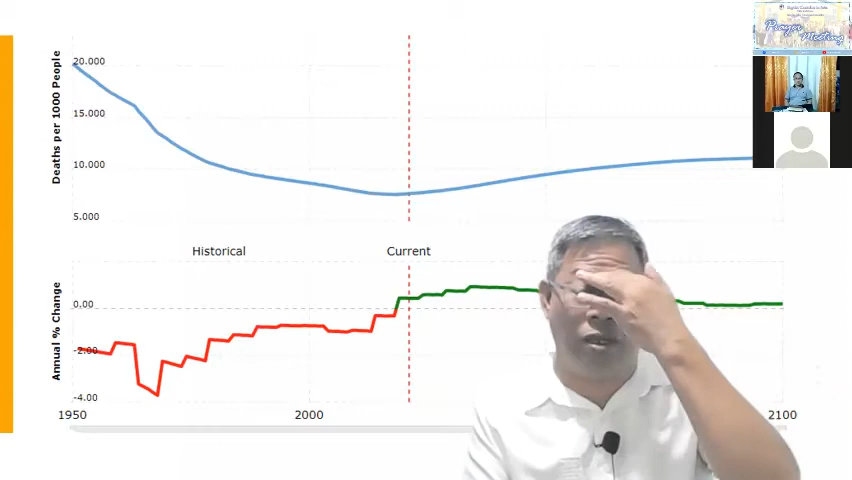 Prayer
Meeting
Deaths per 1000 People
20.000
15.000
10.000
5.000
Historical
Current
Annual % Change
0.00
-2.00
-4.00
1950
2000
2100